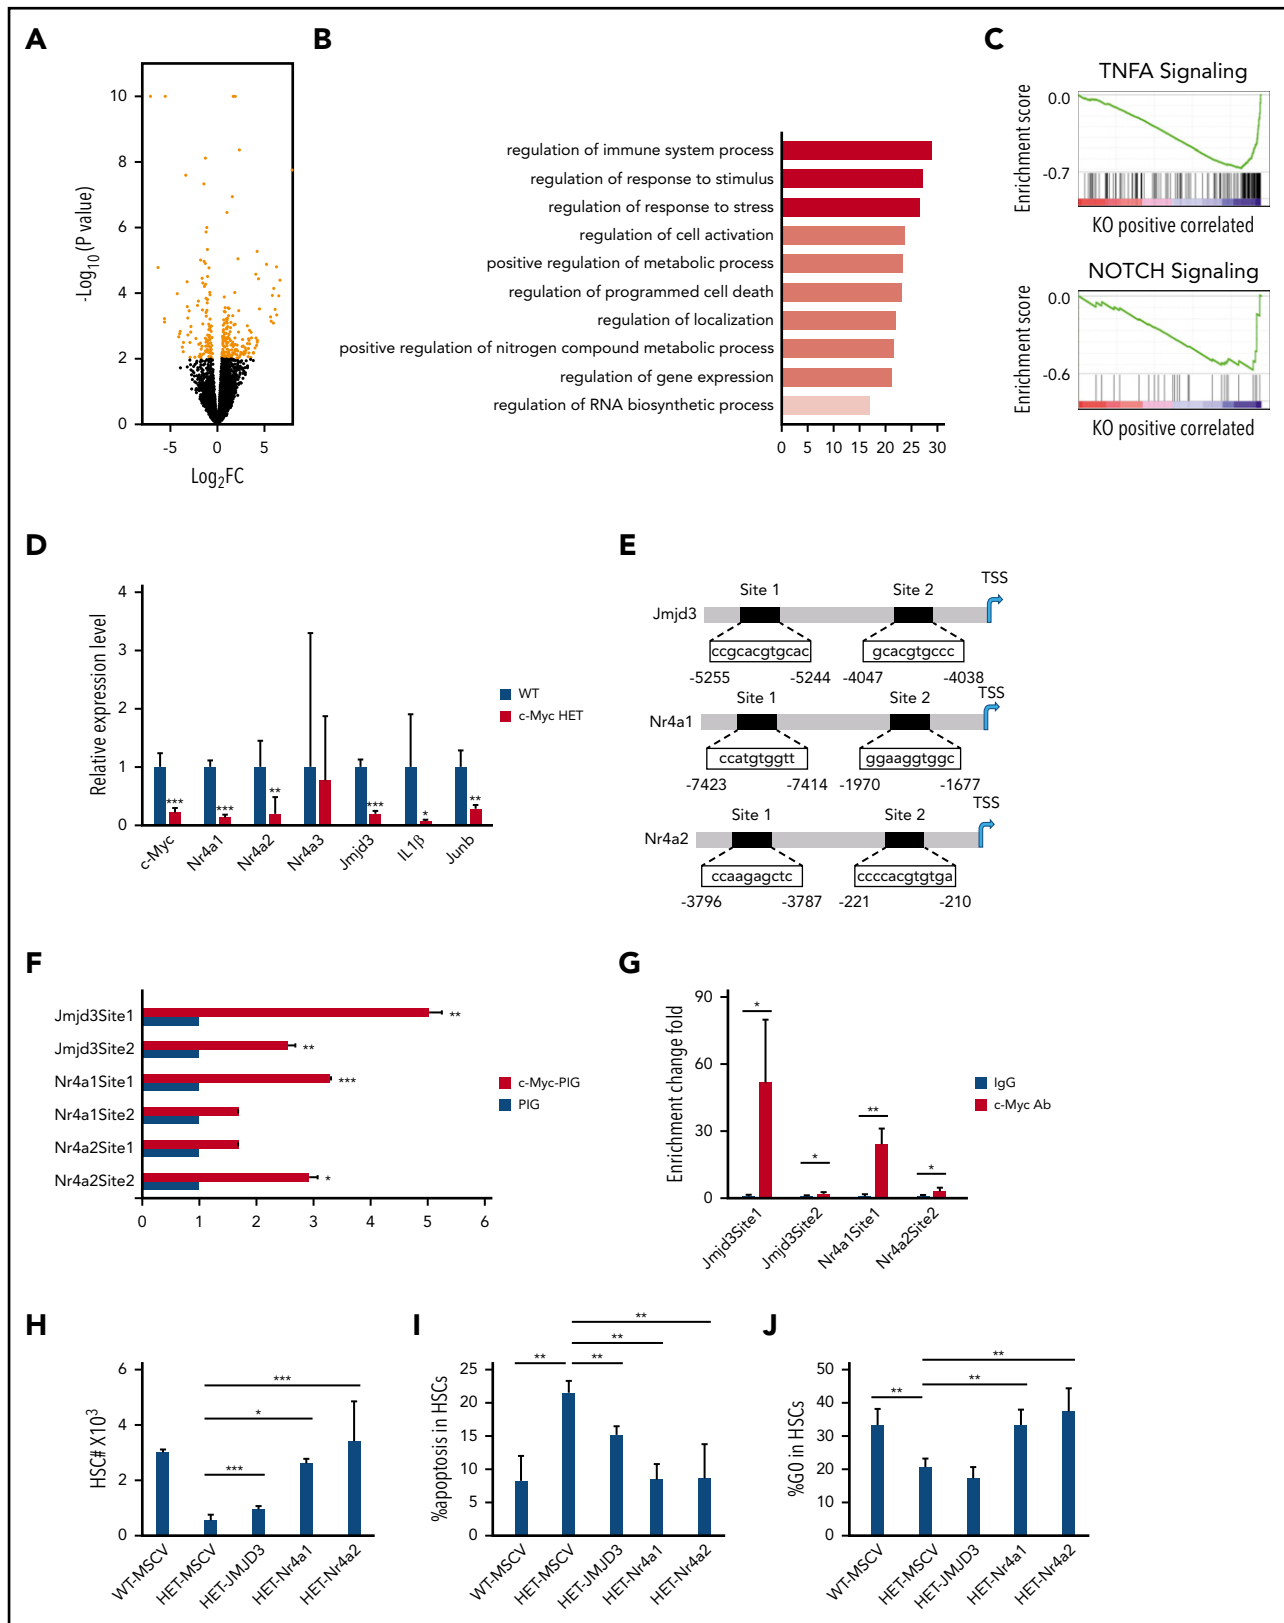 A
10
8
6
4
2
0
-Log10(P value)
-5 0 5
Log2FC
B
regulation of immune system process
regulation of response to stimulus
regulation of response to stress
regulation of cell activation
positive regulation of metabolic process
regulation of programmed cell death
regulation of localization
positive regulation of nitrogen compound metabolic process
regulation of gene expression
regulation of RNA biosynthetic process
0 5 10 15 20 25 30
C
TNFA Signaling
0.0
-0.7
Enrichment score
KO positive correlated
NOTCH Signaling
0.0
-0.6
Enrichment score
KO positive correlated
D
4
3
2
1
0
Relative expression level
*** *** ** *** * **
c-Myc Nr4a1 Nr4a2 Nr4a3 Jmjd3 IL1β Junb
WT
c-Myc HET
E
Site 1 Site 2 TSS
Jmjd3
ccgcacgtgcac gcacgtgccc
-5255 -5244 -4047 -4038
Site 1 Site 2 TSS
Nr4a1
ccatgtggtt ggaaggtggc
-7423 -7414 -1970 -1677
Site 1 Site 2 TSS
Nr4a2
ccaagagctc ccccacgtgtga
-3796 -3787 -221 -210
F
Jmjd3Site1 **
Jmjd3Site2 **
Nr4a1Site1 ***
Nr4a1Site2
Nr4a2Site1
Nr4a2Site2 *
0 1 2 3 4 5 6
c-Myc-PIG
PIG
G
90
60
30
0
Enrichment change fold
* * ** *
Jmjd3Site1 Jmjd3Site2 Nr4a1Site1 Nr4a2Site2
IgG
c-Myc Ab
H
6
4
2
0
HSC# X103
***
*
***
WT-MSCV HET-MSCV HET-JMJD3 HET-Nr4a1 HET-Nr4a2
I
25
20
15
10
5
0
%apoptosis in HSCs
**
**
** **
WT-MSCV HET-MSCV HET-JMJD3 HET-Nr4a1 HET-Nr4a2
J
50
40
30
20
10
0
%G0 in HSCs
**
** **
WT-MSCV HET-MSCV HET-JMJD3 HET-Nr4a1 HET-Nr4a2